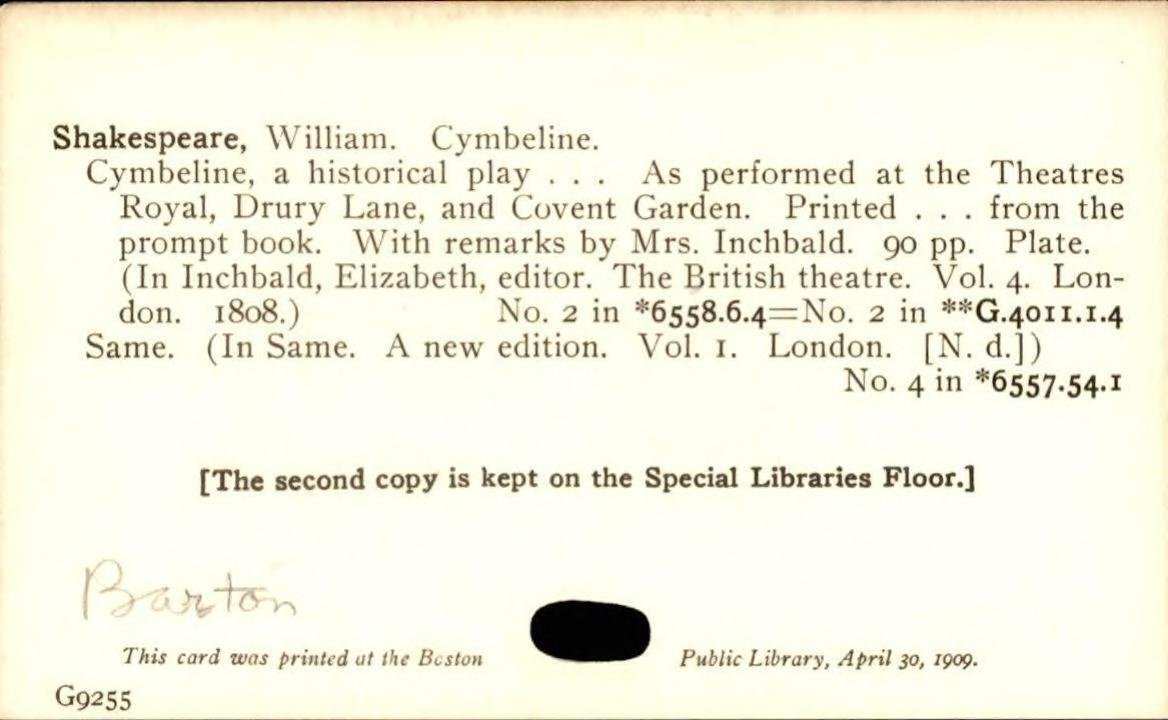 Shakespeare, William. Cymbeline.
Cymbeline, a historical play . . . As performed at the Theatres
Royal, Drury Lane, and Covent Garden. Printed . . . from the
prompt book. With remarks by Mrs. Inchbald. 90 pp. Plate.
(In Inchbald, Elizabeth, editor. The British theatre. Vol. 4. Lon-
don. 1808.) No. 2 in *6558.6.4=No. 2 in **G.4011.1.4
Same. (In Same. A new edition. Vol. 1. London. [N. d.])
No. 4 in *6557.54.1
[The second copy is kept on the Special Libraries Floor.]
Barton
This card was printed at the Boston Public Library, April 30, 1909.
G9255